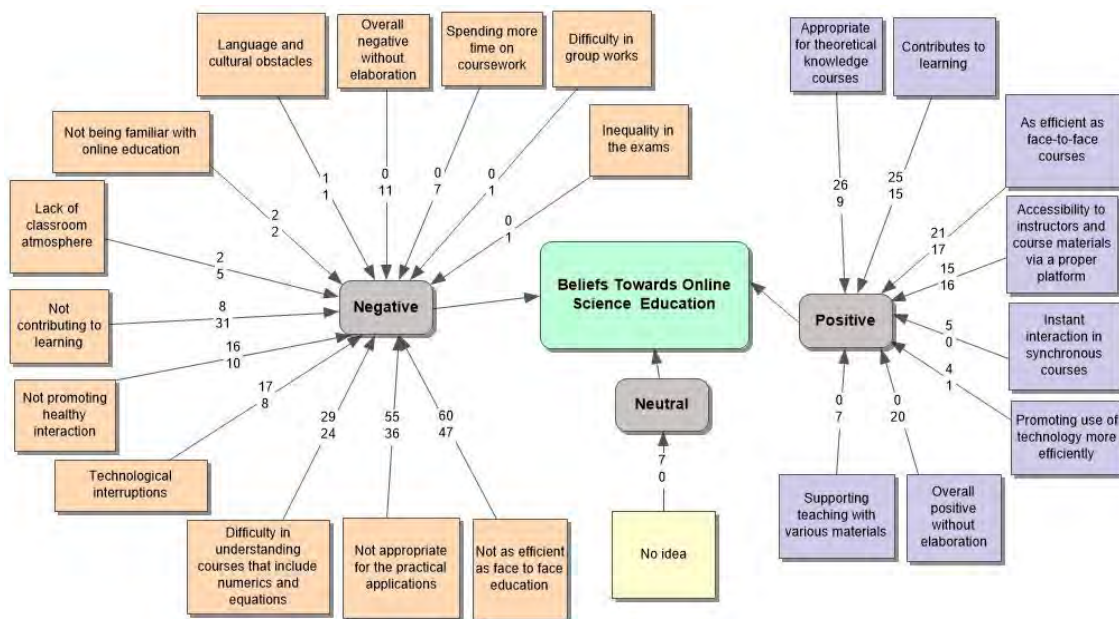 Language and
cultural obstacles
Overall
negative
without
elaboration
Spending more
time on
coursework
Difficulty in
group works
Appropriate
for theoretical
knowledge
courses
Contributes to
learning
Not being familiar with
online education
Inequality in
the exams
As efficient as
face-to-face
courses
Lack of
classroom
atmosphere
Accessibility to
instructors and
course materials
via a proper
platform
Not
contributing to
learning
Instant
interaction in
synchronous
courses
Not promoting
healthy
interaction
Promoting use of
technology more
efficiently
Technological
interruptions
Difficulty in
understanding
courses that include
numerics and
equations
Not appropriate
for the practical
applications
Not as efficient
as face to face
education
No idea
Supporting
teaching with
various materials
Overall
positive
without
elaboration
Negative
Beliefs Towards Online
Science Education
Positive
Neutral
1
1
0
11
0
7
0
1
0
1
2
2
2
5
8
31
16
10
17
8
29
24
55
36
60
47
7
0
26
9
25
15
21
17
15
16
5
0
4
1
0
7
0
20